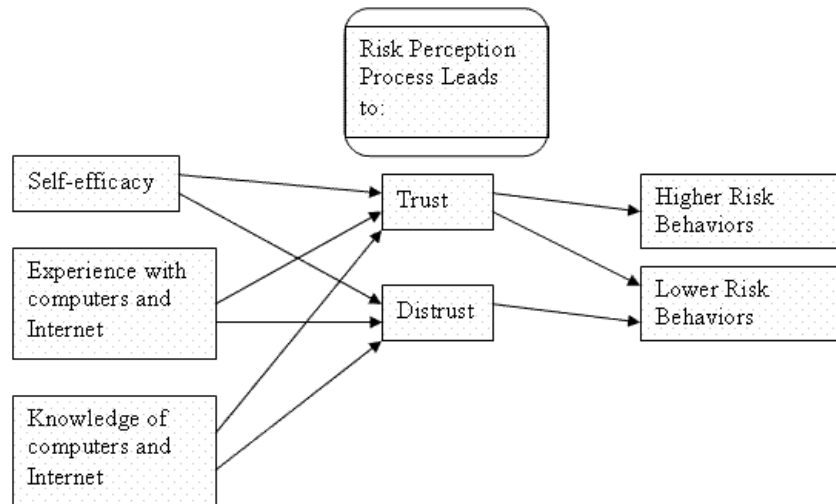 Risk Perception
Process Leads
to:
Self-efficacy
Trust
Higher Risk
Behaviors
Experience with
computers and
Internet
Distrust
Lower Risk
Behaviors
Knowledge of
computers and
Internet